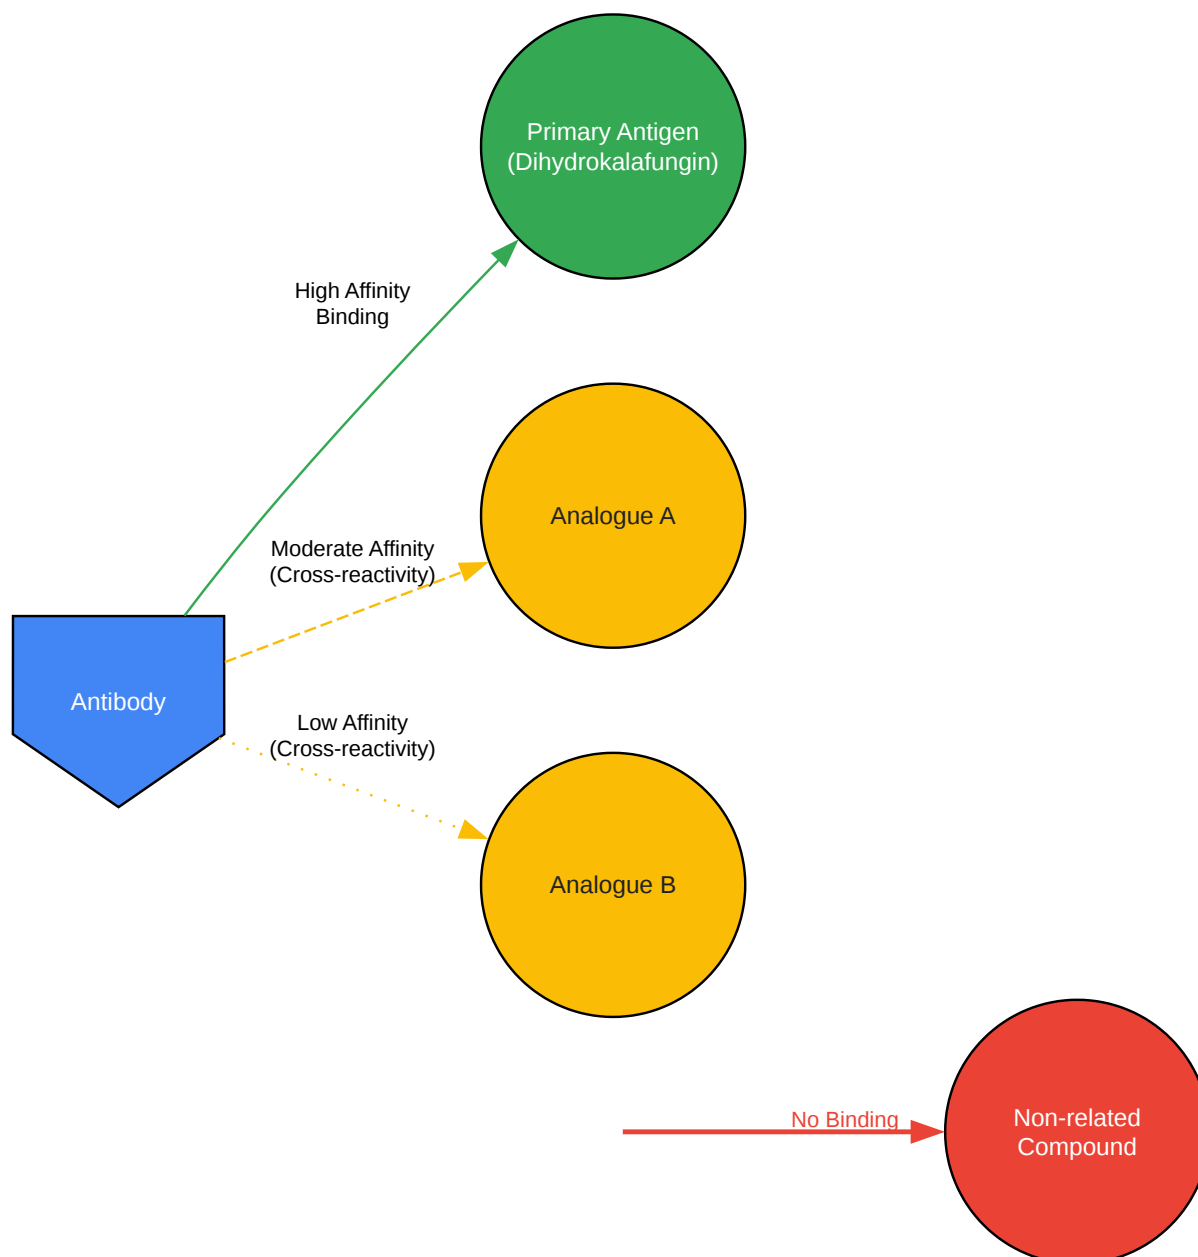 Primary Antigen
(Dihydrokalafungin)
High Affinity
Binding
Analogue A
Moderate Affinity
(Cross-reactivity)
Antibody
Low Affinity
(Cross-reactivity)
Analogue B
No Binding
Non-related
Compound